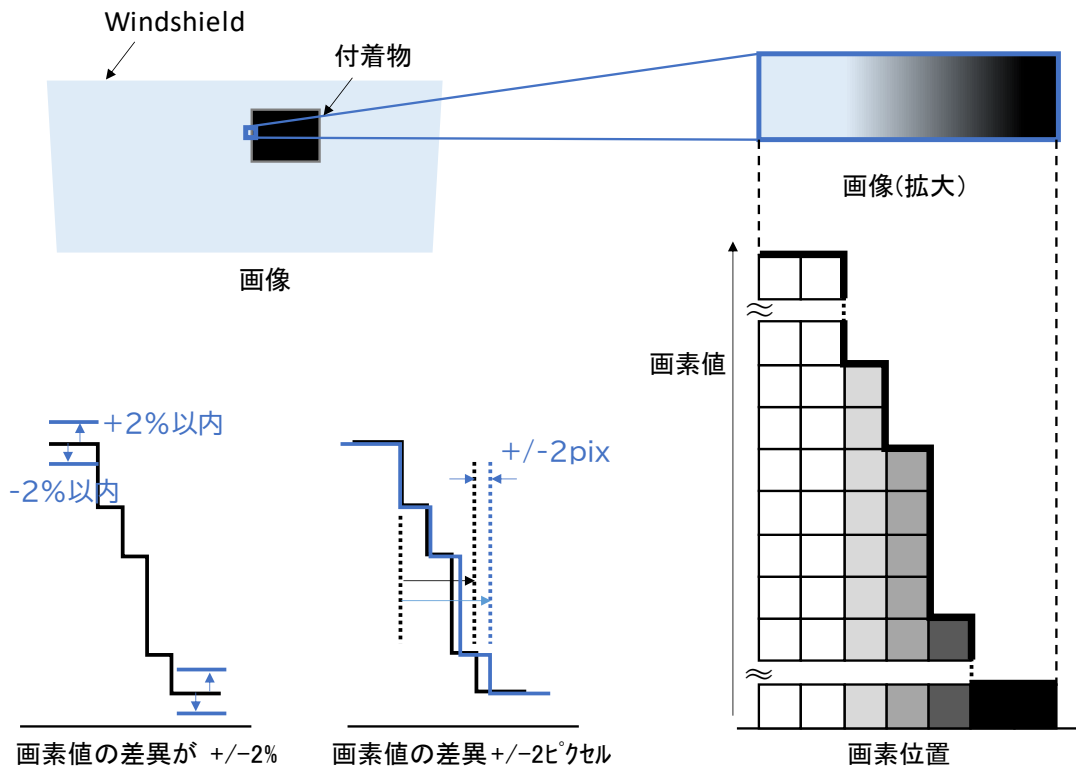 Windshield
付着物
画像(拡大)
画像
画素値
+2%以内
-2%以内
+/-2pix
画素値の差異が +/-2%
画素値の差異+/-2ﾋﾟｸｾﾙ
画素位置